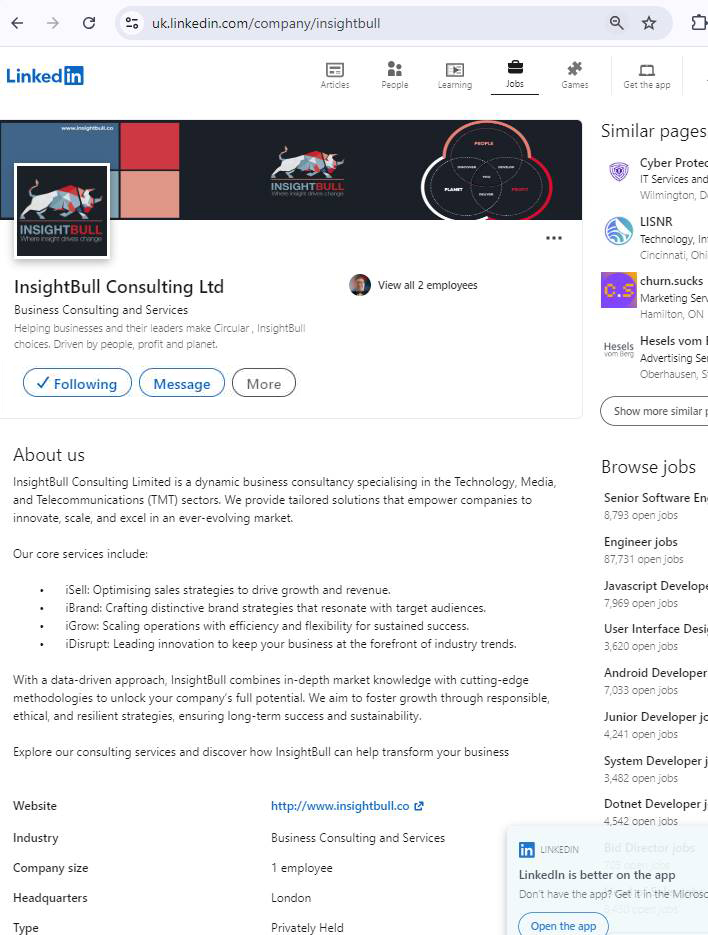 uk.linkedin.com/company/insightbull
Linked in
Articles
People
Learning
Jobs
Games
Get the app
www.insightbull.co
INSIGHTBULL
Where insight drives change
PEOPLE
DISCOVER
DEVELOP
YOU
PLANET
PROFIT
DELIVER
INSIGHTBULL
Where insight drives change
InsightBull Consulting Ltd
View all 2 employees
Business Consulting and Services
Helping businesses and their leaders make Circular , InsightBull
choices. Driven by people, profit and planet.
Following
Message
More
About us
InsightBull Consulting Limited is a dynamic business consultancy specialising in the Technology, Media,
and Telecommunications (TMT) sectors. We provide tailored solutions that empower companies to
innovate, scale, and excel in an ever-evolving market.
Our core services include:
• iSell: Optimising sales strategies to drive growth and revenue.
• iBrand: Crafting distinctive brand strategies that resonate with target audiences.
• iGrow: Scaling operations with efficiency and flexibility for sustained success.
• iDisrupt: Leading innovation to keep your business at the forefront of industry trends.
With a data-driven approach, InsightBull combines in-depth market knowledge with cutting-edge
methodologies to unlock your company's full potential. We aim to foster growth through responsible,
ethical, and resilient strategies, ensuring long-term success and sustainability.
Explore our consulting services and discover how InsightBull can help transform your business
Website
http://www.insightbull.co
Industry
Business Consulting and Services
Company size
1 employee
Headquarters
London
Type
Privately Held
Similar pages
Cyber Protec
IT Services and
Wilmington, D
LISNR
Technology, In
Cincinnati, Ohi
c.s
churn.sucks
Marketing Serv
Hamilton, ON
Hesels
vom Berg
Hesels vom B
Advertising Se
Oberhausen, S
Show more similar p
Browse jobs
Senior Software En
8,793 open jobs
Engineer jobs
87,731 open jobs
Javascript Develope
7,969 open jobs
User Interface Desi
3,620 open jobs
Android Developer
7,033 open jobs
Junior Developer jo
4,241 open jobs
System Developer j
3,482 open jobs
Dotnet Developer j
4,542 open jobs
Bid Director jobs
open jobs
in LINKEDIN
LinkedIn is better on the app
Don't have the app? Get it in the Microso
open jobs
Open the app